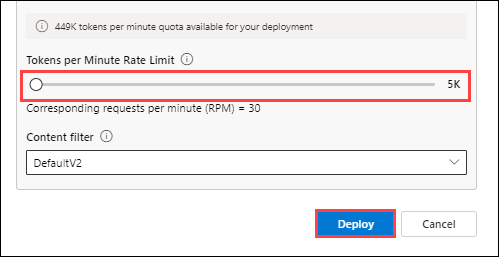 449K tokens per minute quota available for your deployment
Tokens per Minute Rate Limit
5K
Corresponding requests per minute (RPM) = 30
Content filter
DefaultV2
Deploy Cancel